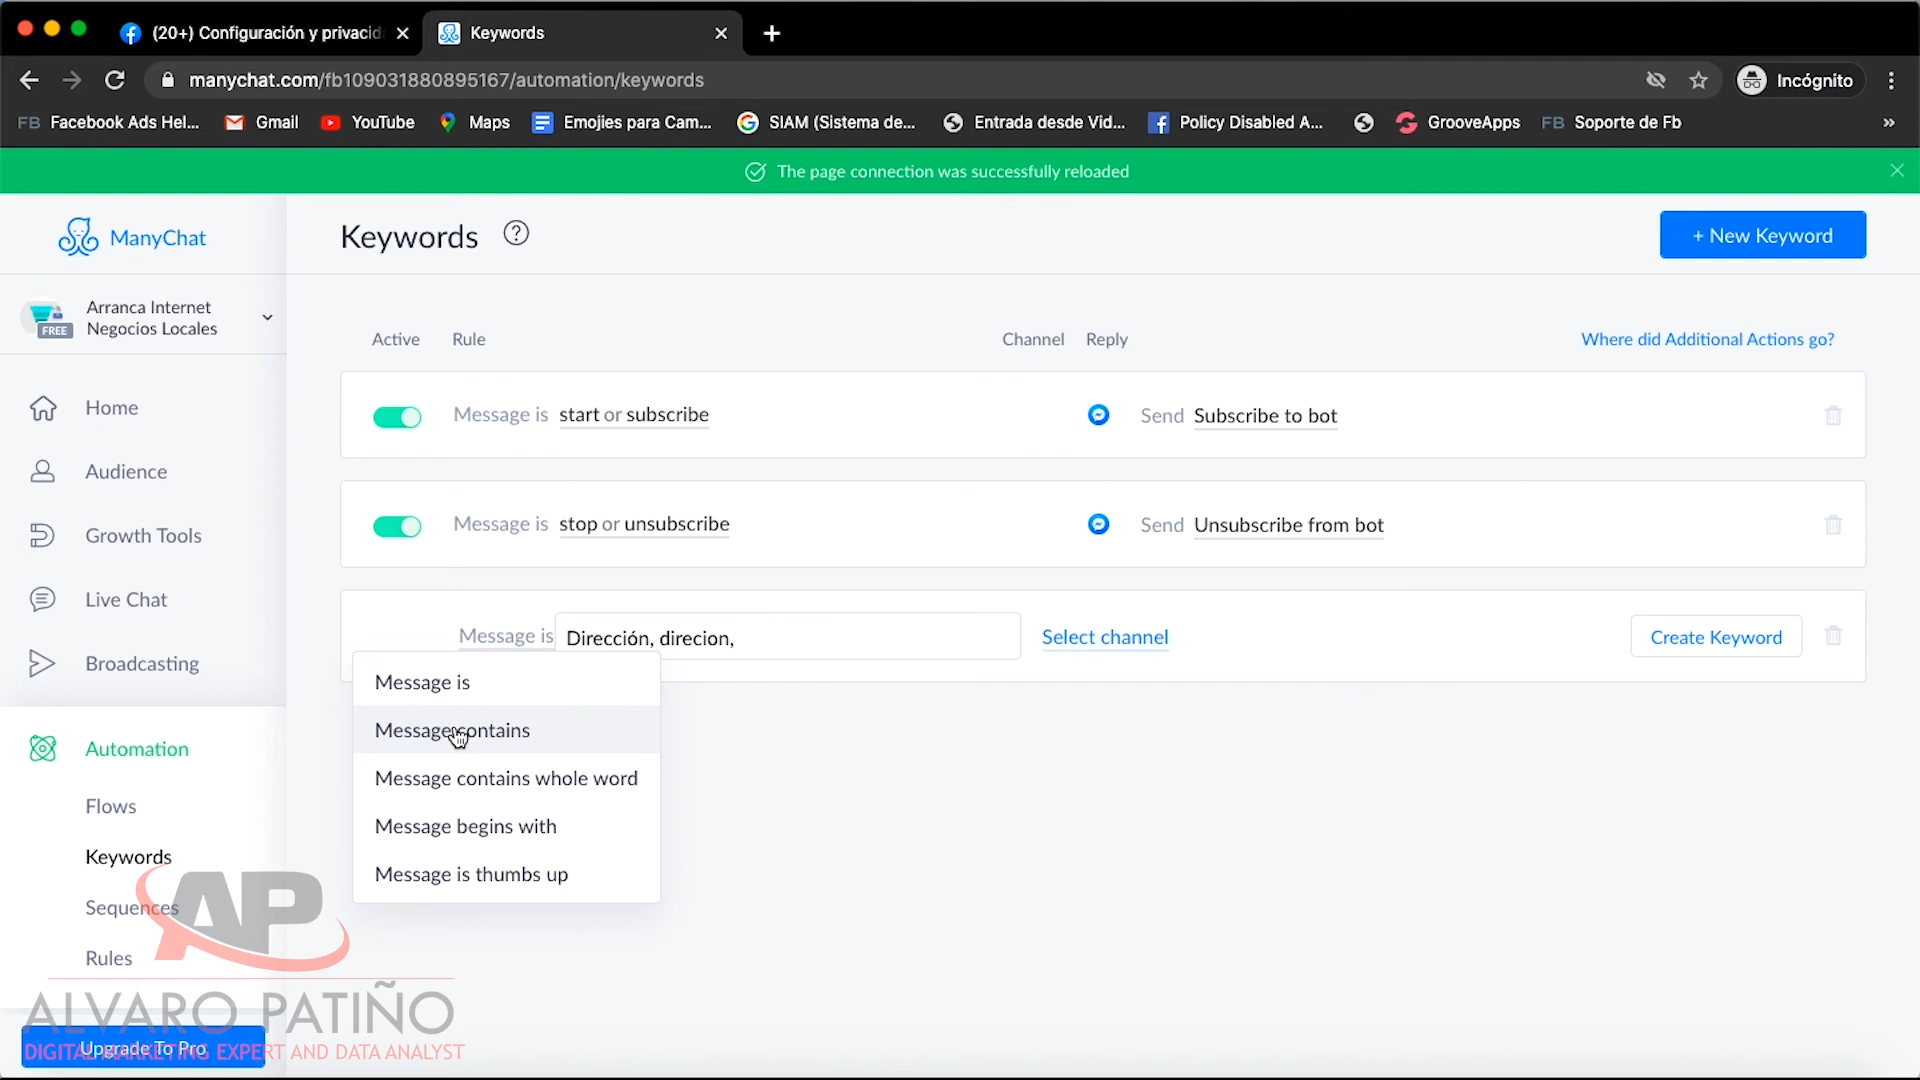 (20+) Configuración y privacid
Keywords
manychat.com/fb109031880895167/automation/keywords
Incógnito
FB Facebook Ads Hel...
Gmail
YouTube
Maps
Emojies para Cam...
SIAM (Sistema de...
Entrada desde Vid...
Policy Disabled A...
GrooveApps
FB Soporte de Fb
»
The page connection was successfully reloaded
ManyChat
Keywords
+ New Keyword
Arranca Internet
Negocios Locales
FREE
Active
Rule
Channel
Reply
Where did Additional Actions go?
Message is start or subscribe
Send Subscribe to bot
Message is stop or unsubscribe
Send Unsubscribe from bot
Message is
Dirección, direcion,
Select channel
Create Keyword
Message is
Message contains
Message contains whole word
Message begins with
Message is thumbs up
Home
Audience
Growth Tools
Live Chat
Broadcasting
Automation
Flows
Keywords
Sequences
Rules
Upgrade To Pro
AP
ALVARO PATIÑO
DIGITAL MARKETING EXPERT AND DATA ANALYST